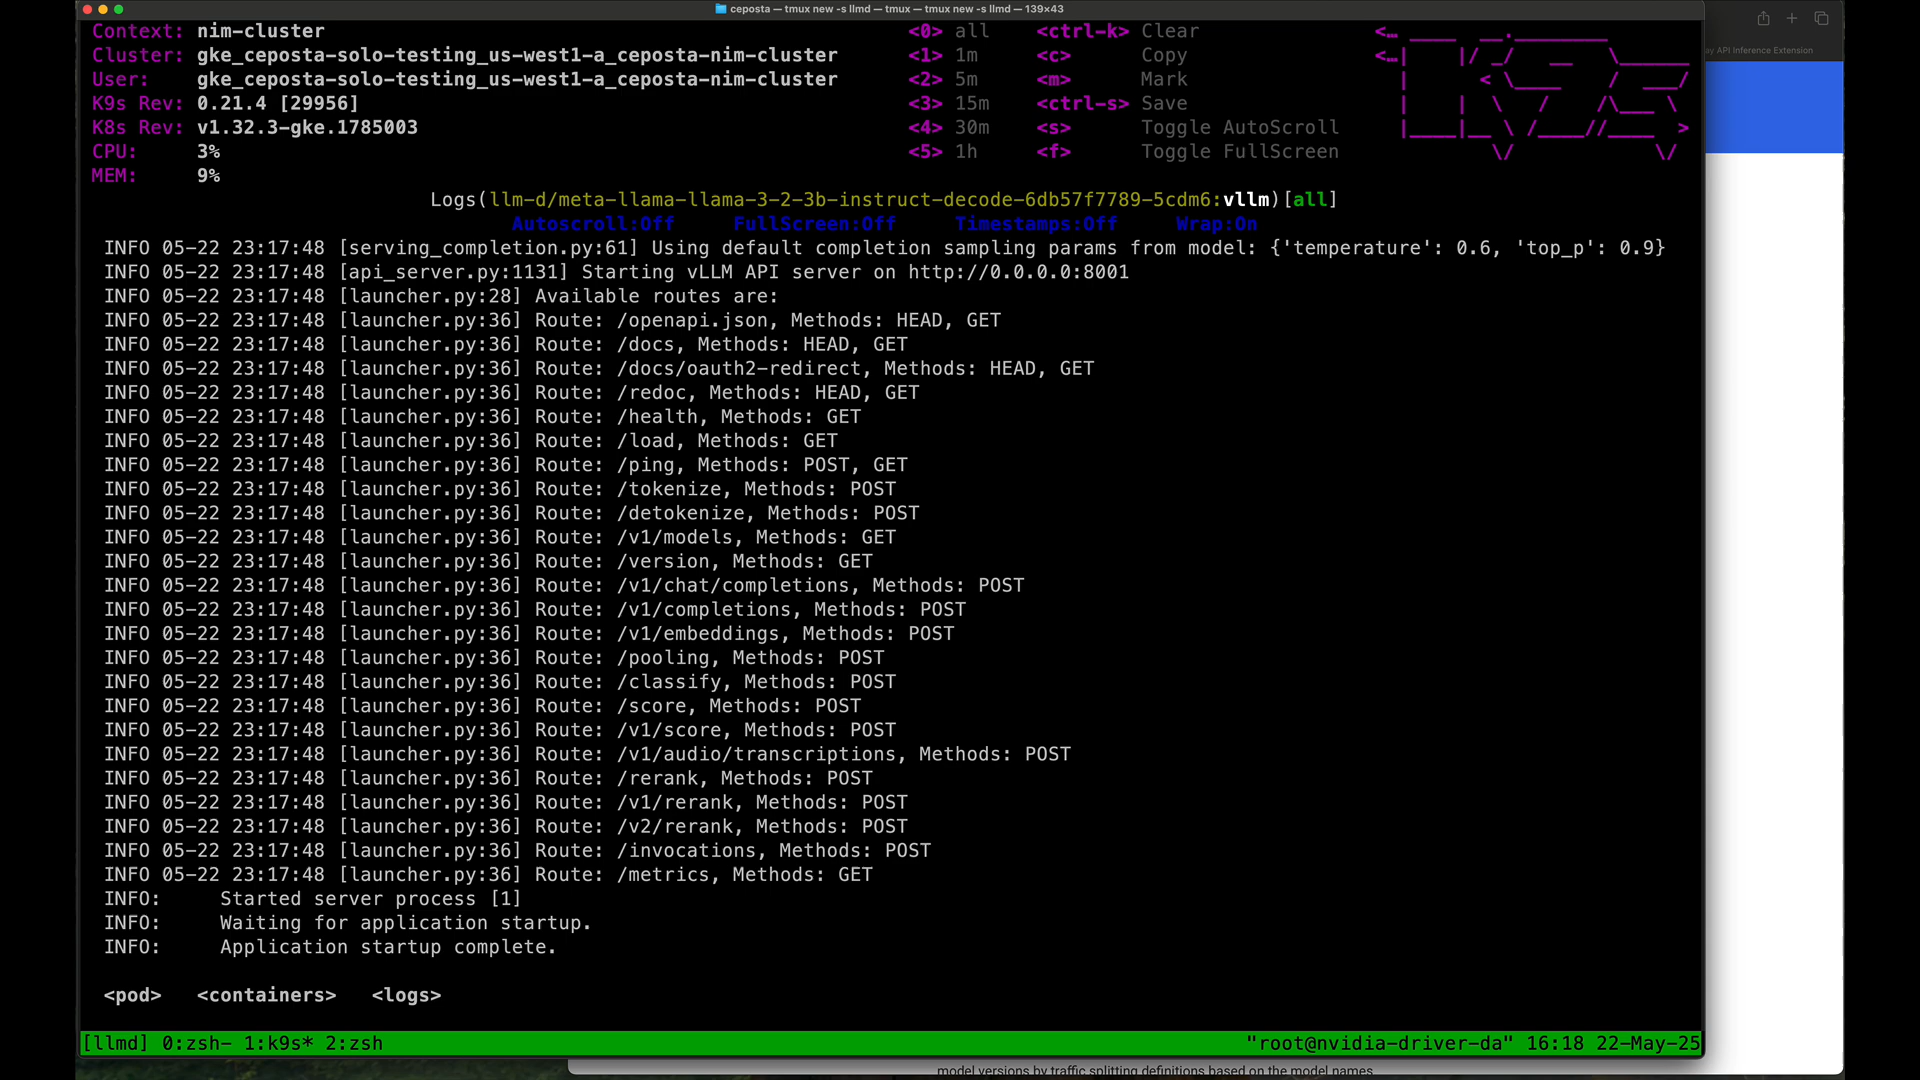 ceposta — tmux new -s llmd — tmux — tmux new -s llmd — 139×43
Context: nim-cluster <0> all <ctrl-k> Clear
Cluster: gke_ceposta-solo-testing_us-west1-a_ceposta-nim-cluster <1> 1m <c> Copy
User: gke_ceposta-solo-testing_us-west1-a_ceposta-nim-cluster <2> 5m <m> Mark
K9s Rev: 0.21.4 [29956] <3> 15m <ctrl-s> Save
K8s Rev: v1.32.3-gke.1785003 <4> 30m <s> Toggle AutoScroll
CPU: 3% <5> 1h <f> Toggle FullScreen
MEM: 9%
API Inference Extension
Logs(llm-d/meta-llama-llama-3-2-3b-instruct-decode-6db57f7789-5cdm6:vllm)[all]
Autoscroll:Off FullScreen:Off Timestamps:Off Wrap:On
INFO 05-22 23:17:48 [serving_completion.py:61] Using default completion sampling params from model: {'temperature': 0.6, 'top_p': 0.9}
INFO 05-22 23:17:48 [api_server.py:1131] Starting vLLM API server on http://0.0.0.0:8001
INFO 05-22 23:17:48 [launcher.py:28] Available routes are:
INFO 05-22 23:17:48 [launcher.py:36] Route: /openapi.json, Methods: HEAD, GET
INFO 05-22 23:17:48 [launcher.py:36] Route: /docs, Methods: HEAD, GET
INFO 05-22 23:17:48 [launcher.py:36] Route: /docs/oauth2-redirect, Methods: HEAD, GET
INFO 05-22 23:17:48 [launcher.py:36] Route: /redoc, Methods: HEAD, GET
INFO 05-22 23:17:48 [launcher.py:36] Route: /health, Methods: GET
INFO 05-22 23:17:48 [launcher.py:36] Route: /load, Methods: GET
INFO 05-22 23:17:48 [launcher.py:36] Route: /ping, Methods: POST, GET
INFO 05-22 23:17:48 [launcher.py:36] Route: /tokenize, Methods: POST
INFO 05-22 23:17:48 [launcher.py:36] Route: /detokenize, Methods: POST
INFO 05-22 23:17:48 [launcher.py:36] Route: /v1/models, Methods: GET
INFO 05-22 23:17:48 [launcher.py:36] Route: /version, Methods: GET
INFO 05-22 23:17:48 [launcher.py:36] Route: /v1/chat/completions, Methods: POST
INFO 05-22 23:17:48 [launcher.py:36] Route: /v1/completions, Methods: POST
INFO 05-22 23:17:48 [launcher.py:36] Route: /v1/embeddings, Methods: POST
INFO 05-22 23:17:48 [launcher.py:36] Route: /pooling, Methods: POST
INFO 05-22 23:17:48 [launcher.py:36] Route: /classify, Methods: POST
INFO 05-22 23:17:48 [launcher.py:36] Route: /score, Methods: POST
INFO 05-22 23:17:48 [launcher.py:36] Route: /v1/score, Methods: POST
INFO 05-22 23:17:48 [launcher.py:36] Route: /v1/audio/transcriptions, Methods: POST
INFO 05-22 23:17:48 [launcher.py:36] Route: /rerank, Methods: POST
INFO 05-22 23:17:48 [launcher.py:36] Route: /v1/rerank, Methods: POST
INFO 05-22 23:17:48 [launcher.py:36] Route: /v2/rerank, Methods: POST
INFO 05-22 23:17:48 [launcher.py:36] Route: /invocations, Methods: POST
INFO 05-22 23:17:48 [launcher.py:36] Route: /metrics, Methods: GET
INFO: Started server process [1]
INFO: Waiting for application startup.
INFO: Application startup complete.
<pod> <containers> <logs>
[llmd] 0:zsh- 1:k9s* 2:zsh "root@nvidia-driver-da" 16:18 22-May-25
model versions by traffic splitting definitions based on the model names